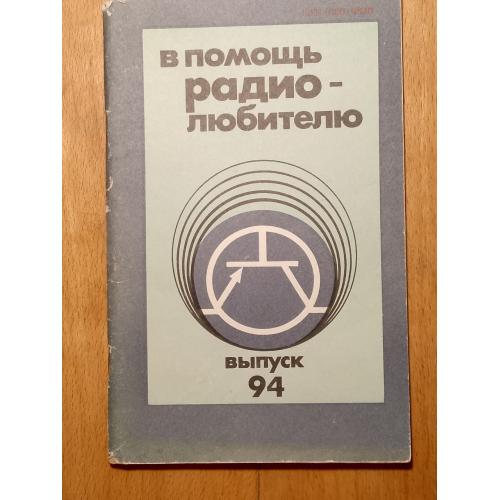 В ПОМОЩЬ
РАДИО -
ЛЮБИТЕЛЮ
ВЫПУСК
94